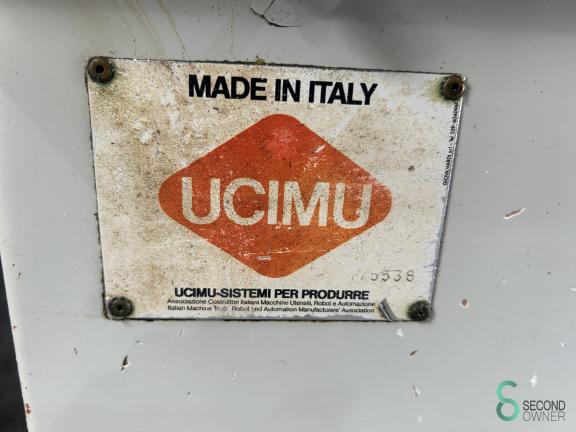 MADE IN ITALY
UCIMU
UCIMU-SISTEMI PER PRODURRE
Associazione Costruttori Italiani Macchine Utensili, Robot e Automazione
Italian Machine Tool, Robot and Automation Manufacturers' Association
SECOND
OWNER